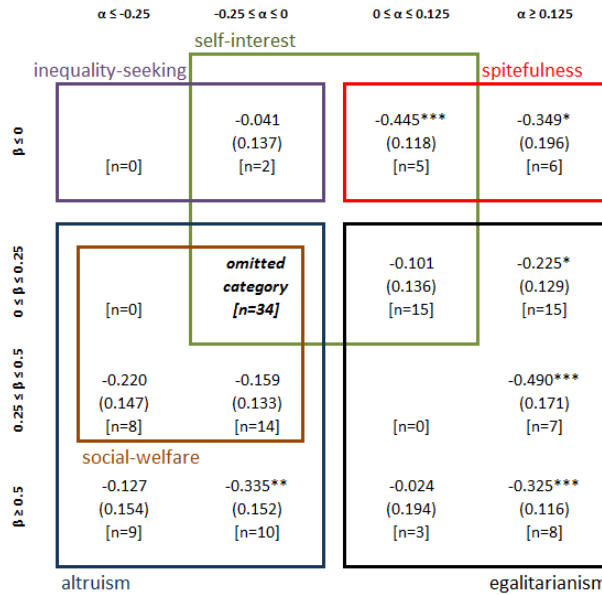 α ≤ -0.25 -0.25 ≤ α ≤ 0 0 ≤ α ≤ 0.125 α ≥ 0.125
self-interest
inequality-seeking spitefulness
β ≤ 0
-0.041 -0.445*** -0.349*
(0.137) (0.118) (0.196)
[n=0] [n=2] [n=5] [n=6]
0 ≤ β ≤ 0.25
omitted -0.101 -0.225*
category (0.136) (0.129)
[n=0] [n=34] [n=15] [n=15]
0.25 ≤ β ≤ 0.5
-0.220 -0.159 -0.490***
(0.147) (0.133) (0.171)
[n=8] [n=14] [n=0] [n=7]
social-welfare
β ≥ 0.5
-0.127 -0.335** -0.024 -0.325***
(0.154) (0.152) (0.194) (0.116)
[n=9] [n=10] [n=3] [n=8]
altruism egalitarianism